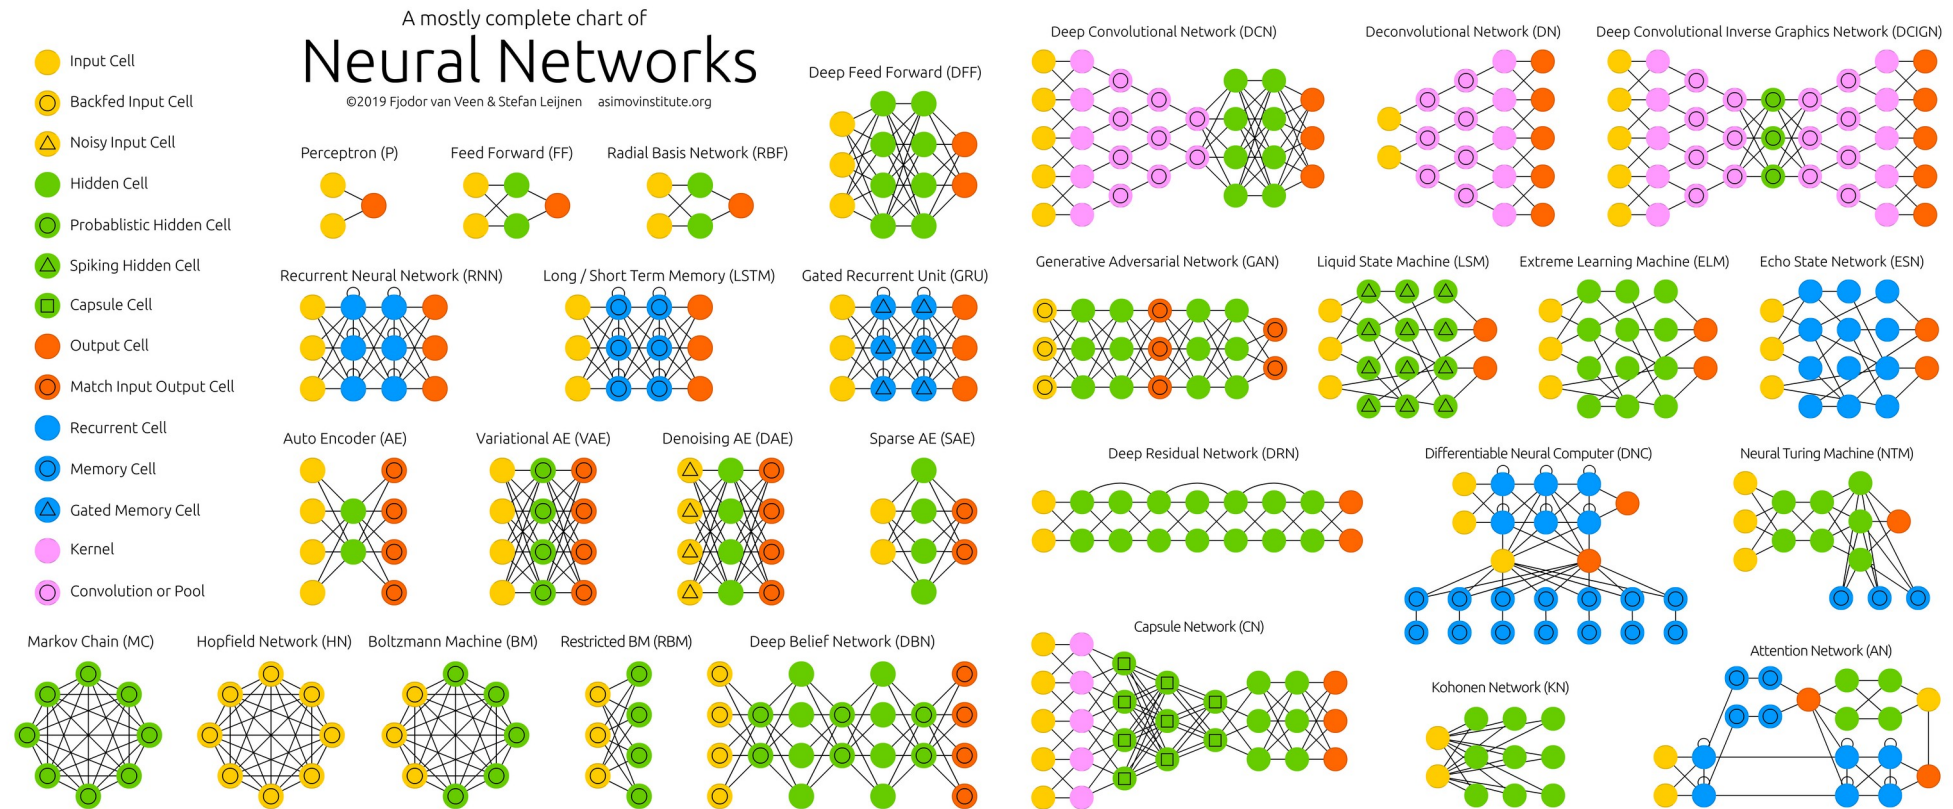 A mostly complete chart of
Neural Networks
©2019 Fjodor van Veen & Stefan Leijnen    asimovinstitute.org
Input Cell
Backfed Input Cell
Noisy Input Cell
Hidden Cell
Probablistic Hidden Cell
Spiking Hidden Cell
Capsule Cell
Output Cell
Match Input Output Cell
Recurrent Cell
Memory Cell
Gated Memory Cell
Kernel
Convolution or Pool
Perceptron (P)
Feed Forward (FF)
Radial Basis Network (RBF)
Deep Feed Forward (DFF)
Recurrent Neural Network (RNN)
Long / Short Term Memory (LSTM)
Gated Recurrent Unit (GRU)
Auto Encoder (AE)
Variational AE (VAE)
Denoising AE (DAE)
Sparse AE (SAE)
Markov Chain (MC)
Hopfield Network (HN)
Boltzmann Machine (BM)
Restricted BM (RBM)
Deep Belief Network (DBN)
Deep Convolutional Network (DCN)
Deconvolutional Network (DN)
Deep Convolutional Inverse Graphics Network (DCIGN)
Generative Adversarial Network (GAN)
Liquid State Machine (LSM)
Extreme Learning Machine (ELM)
Echo State Network (ESN)
Deep Residual Network (DRN)
Differentiable Neural Computer (DNC)
Neural Turing Machine (NTM)
Capsule Network (CN)
Kohonen Network (KN)
Attention Network (AN)